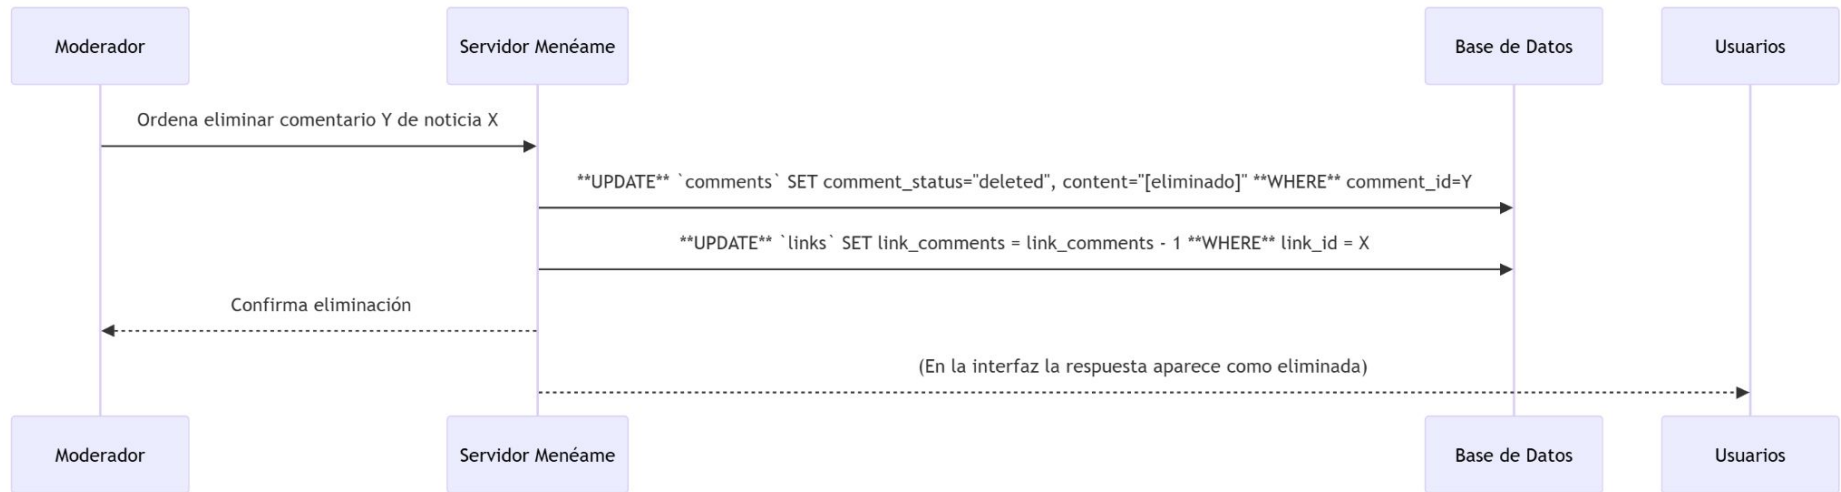 Moderador
Servidor Menéame
Base de Datos
Usuarios
Ordena eliminar comentario Y de noticia X
**UPDATE** `comments` SET comment_status="deleted", content="[eliminado]" **WHERE** comment_id=Y
**UPDATE** `links` SET link_comments = link_comments - 1 **WHERE** link_id = X
Confirma eliminación
(En la interfaz la respuesta aparece como eliminada)
Moderador
Servidor Menéame
Base de Datos
Usuarios